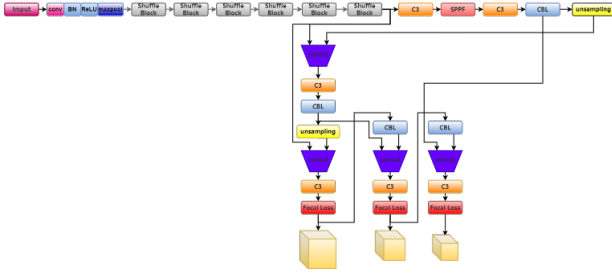 Imput
conv
BN
ReLU
maxpool
Shuffle
Block
Shuffle
Block
Shuffle
Block
Shuffle
Block
Shuffle
Block
Shuffle
Block
C3
SPPF
C3
CBL
unsampling
C3
CBL
unsampling
CBL
CBL
C3
C3
C3
Focal Loss
Focal Loss
Focal Loss